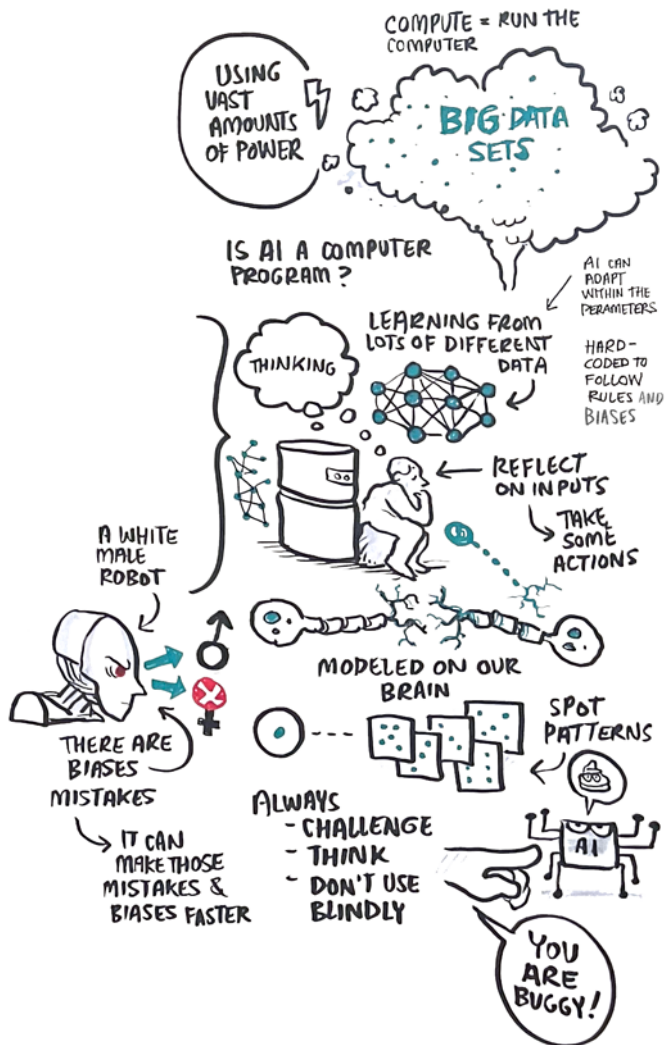 COMPUTE = RUN THE
COMPUTER
USING
VAST
AMOUNTS
OF POWER
BIG DATA
SETS
IS AI A COMPUTER
PROGRAM?
AI CAN
ADAPT
WITHIN THE
PERAMETERS
HARD-
CODED TO
FOLLOW
RULES AND
BIASES
LEARNING FROM
LOTS OF DIFFERENT
DATA
THINKING
REFLECT
ON INPUTS
TAKE
SOME
ACTIONS
A WHITE
MALE
ROBOT
MODELED ON OUR
BRAIN
SPOT
PATTERNS
THERE ARE
BIASES
MISTAKES
IT CAN
MAKE THOSE
MISTAKES &
BIASES FASTER
ALWAYS
- CHALLENGE
- THINK
- DON'T USE
BLINDLY
AI
YOU
ARE
BUGGY!